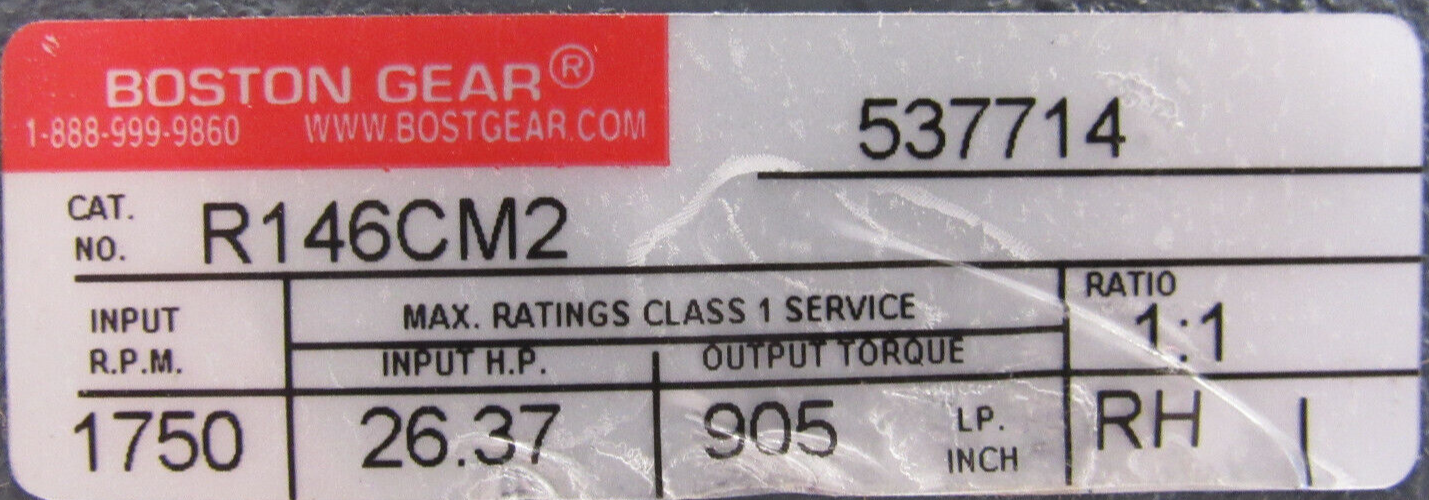 BOSTON GEAR®
1-888-999-9860 WWW.BOSTGEAR.COM
537714
CAT. NO. R146CM2
INPUT R.P.M.
MAX. RATINGS CLASS 1 SERVICE
RATIO
1:1
INPUT H.P. OUTPUT TORQUE
1750 26.37 905 LP. INCH RH